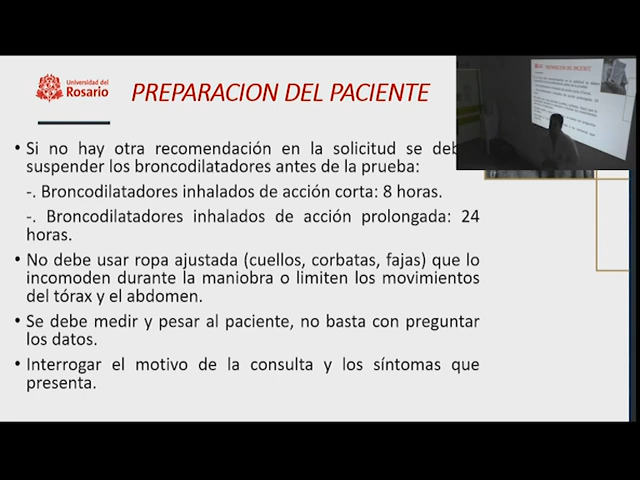 Universidad del
Rosario
PREPARACION DEL PACIENTE
• Si no hay otra recomendación en la solicitud se
suspender los broncodilatadores antes de la prueba:
-. Broncodilatadores inhalados de acción corta: 8 horas.
-. Broncodilatadores inhalados de acción prolongada: 24
horas.
• No debe usar ropa ajustada (cuellos, corbatas, fajas) que lo
incomoden durante la maniobra o limiten los movimientos
del tórax y el abdomen.
• Se debe medir y pesar al paciente, no basta con preguntar
los datos.
• Interrogar el motivo de la consulta y los síntomas que
presenta.
PREPARACION DEL PACIENTE